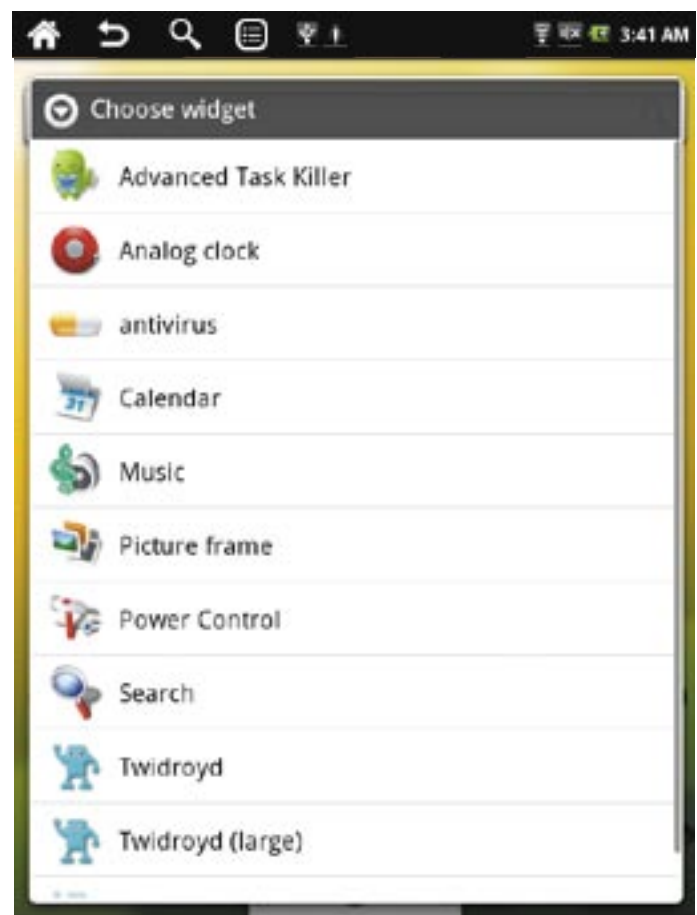 3:41 AM
Choose widget
Advanced Task Killer
Analog clock
antivirus
31
Calendar
Music
Picture frame
Power Control
Search
Twidroyd
Twidroyd (large)